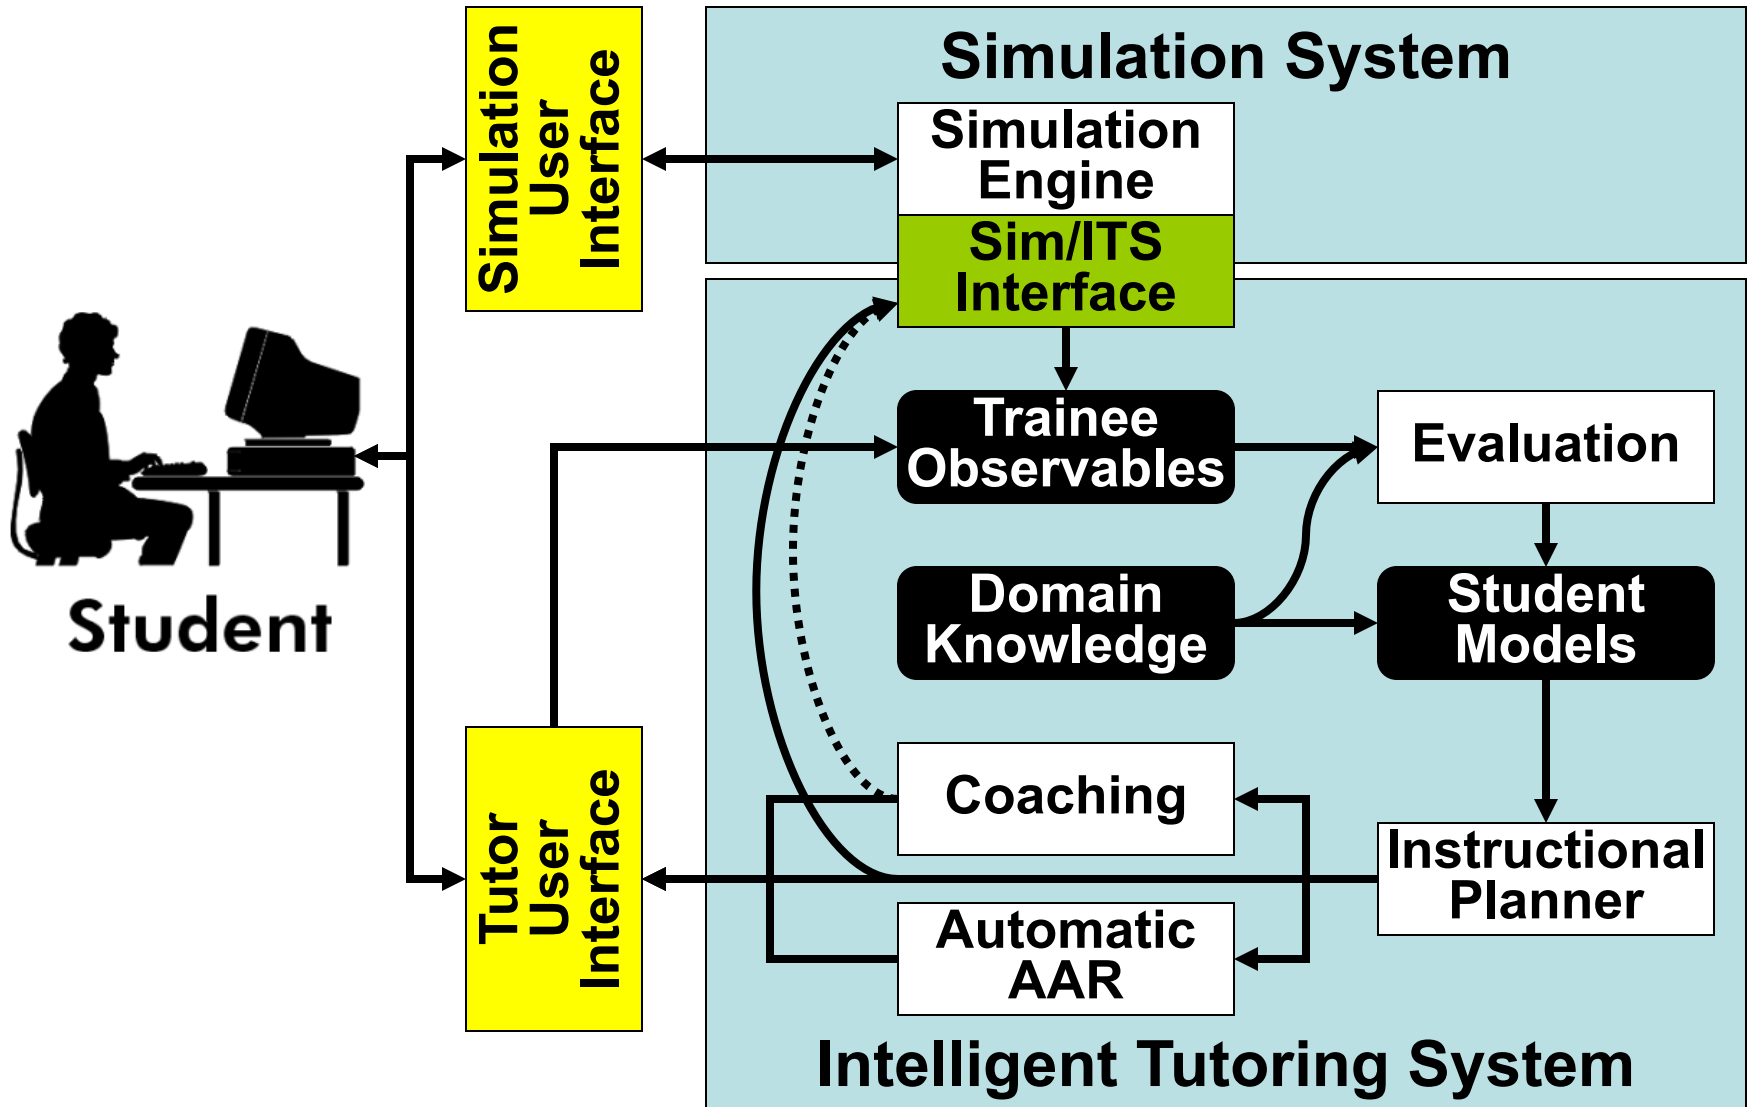 Simulation System
Simulation
User
Interface
Simulation
Engine
Sim/ITS
Interface
Trainee
Observables
Evaluation
Domain
Knowledge
Student
Models
Student
Tutor
User
Interface
Coaching
Instructional
Planner
Automatic
AAR
Intelligent Tutoring System